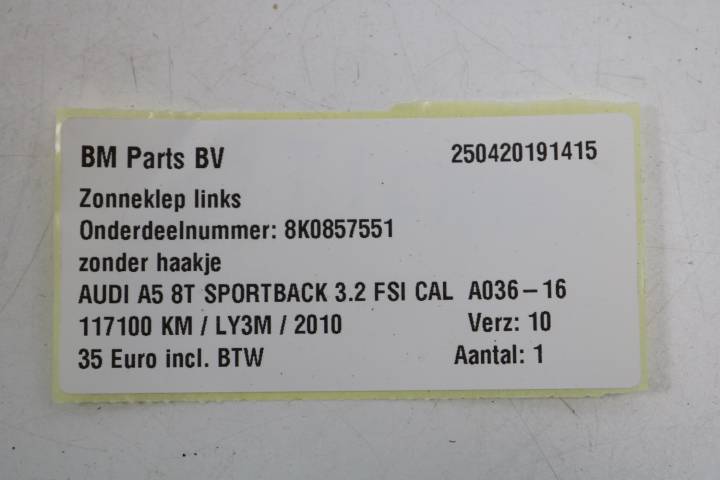 BM Parts BV 250420191415
Zonneklep links
Onderdeelnummer: 8K0857551
zonder haakje
AUDI A5 8T SPORTBACK 3.2 FSI CAL A036-16
117100 KM / LY3M / 2010 Verz: 10
35 Euro incl. BTW Aantal: 1